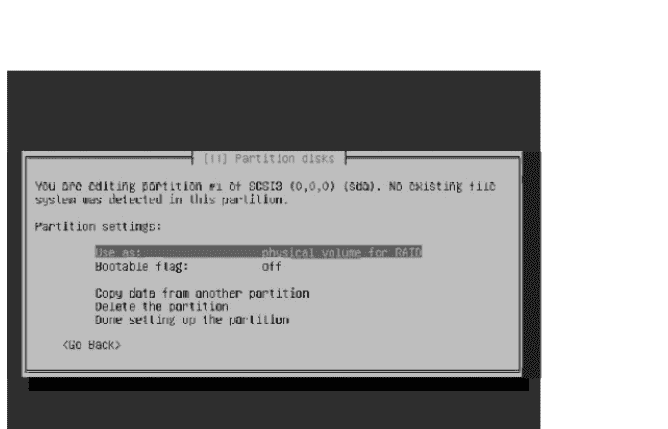 [!!] Partition disks
You are editing partition #1 of SCSI3 (0,0,0) (sda). No existing file
system was detected in this partition.
Partition settings:
Use as: physical volume for RAID
Bootable flag: off
Copy data from another partition
Delete the partition
Done setting up the partition
<Go Back>